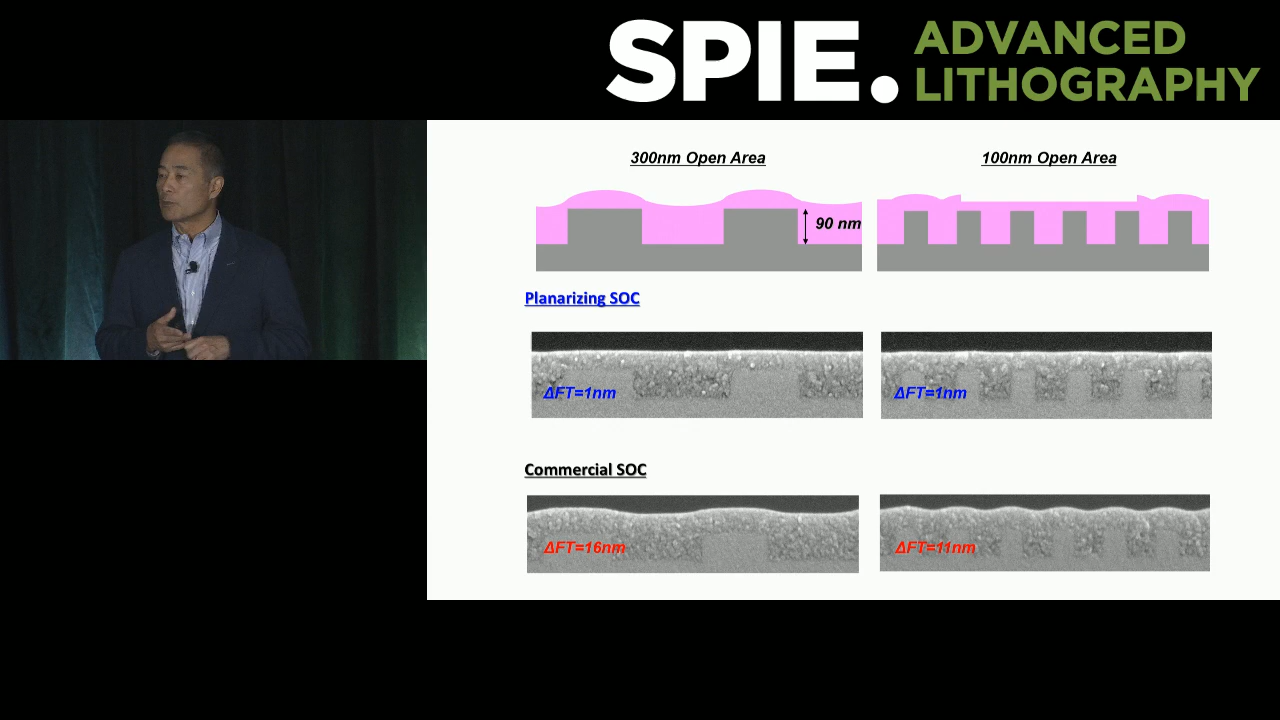 SPIE. ADVANCED
LITHOGRAPHY
300nm Open Area
100nm Open Area
90 nm
Planarizing SOC
ΔFT=1nm
ΔFT=1nm
Commercial SOC
ΔFT=16nm
ΔFT=11nm